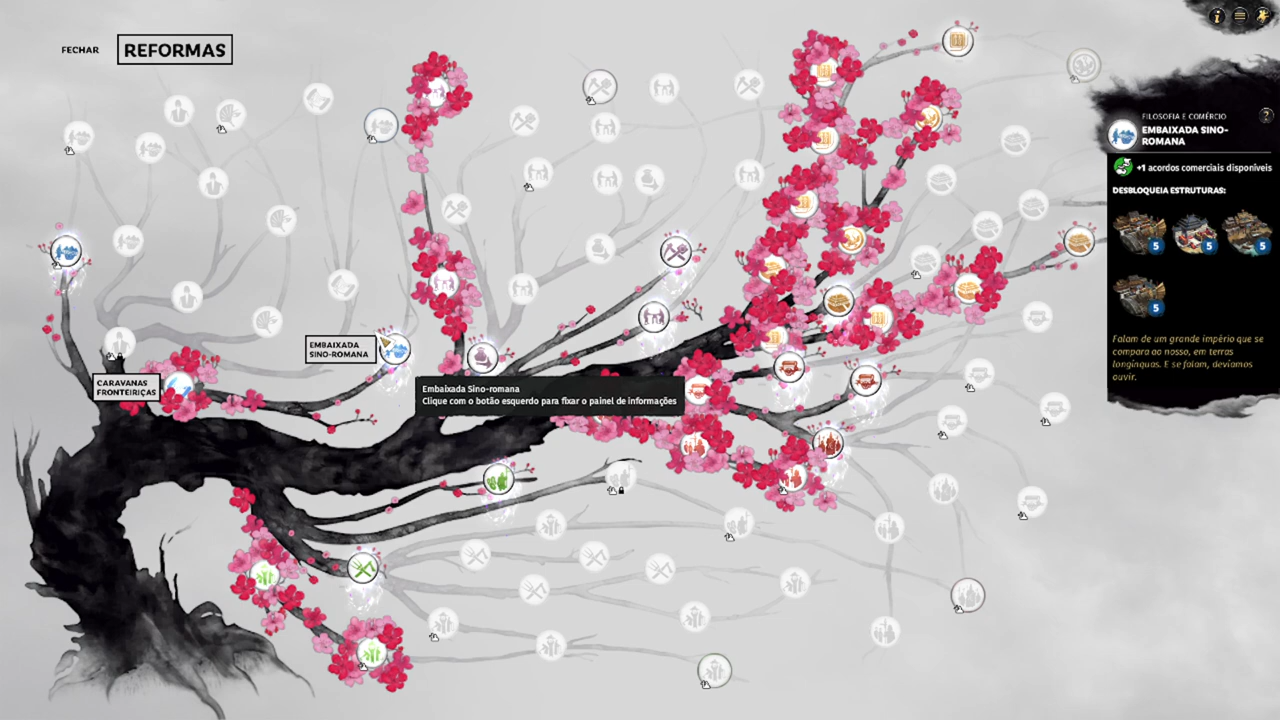 FECHAR
REFORMAS
FILOSOFIA E COMÉRCIO
?
EMBAIXADA SINO-
ROMANA
+1 acordos comerciais disponíveis
DESBLOQUEIA ESTRUTURAS:
5
5
5
5
Falam de um grande império que se
compara ao nosso, em terras
longínquas. E se falam, devíamos
ouvir.
EMBAIXADA
SINO-ROMANA
CARAVANAS
FRONTEIRIÇAS
Embaixada Sino-romana
Clique com o botão esquerdo para fixar o painel de informações